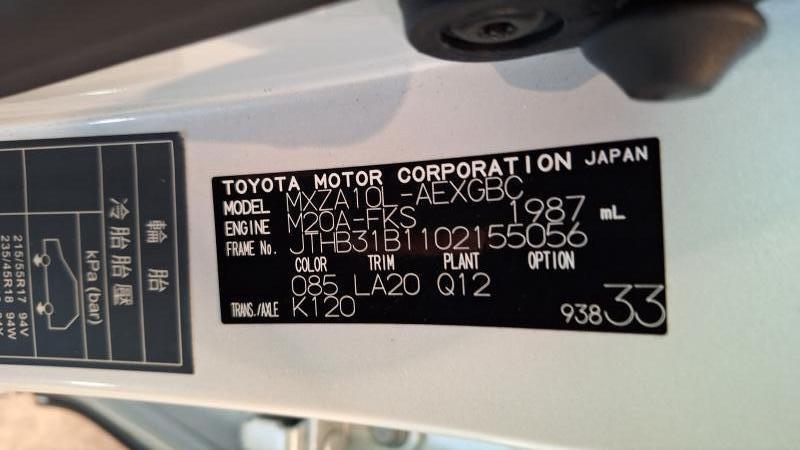 TOYOTA MOTOR CORPORATION JAPAN
MODEL MXZA10L-AEXGBC
ENGINE M20A-FKS 1987 mL
FRAME No. JTHB31B1102155056
COLOR TRIM PLANT OPTION
085 LA20 Q12
TRANS./AXLE K120
93833
輪胎
冷胎胎壓
kPa (bar)
215/55R17 94V
235/45R18 94W